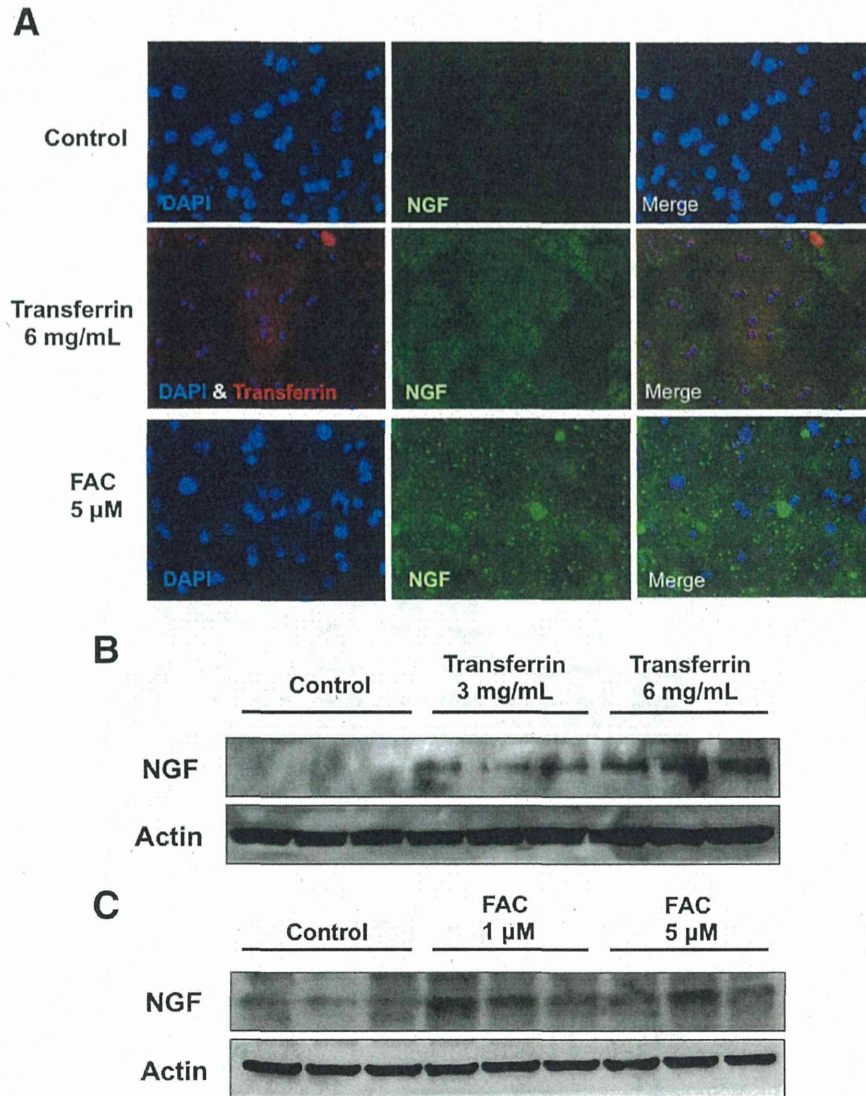 A
Control
DAPI
NGF
Merge
Transferrin
6 mg/mL
DAPI & Transferrin
NGF
Merge
FAC
5 µM
DAPI
NGF
Merge
B
Control
Transferrin
3 mg/mL
Transferrin
6 mg/mL
NGF
Actin
C
Control
FAC
1 µM
FAC
5 µM
NGF
Actin